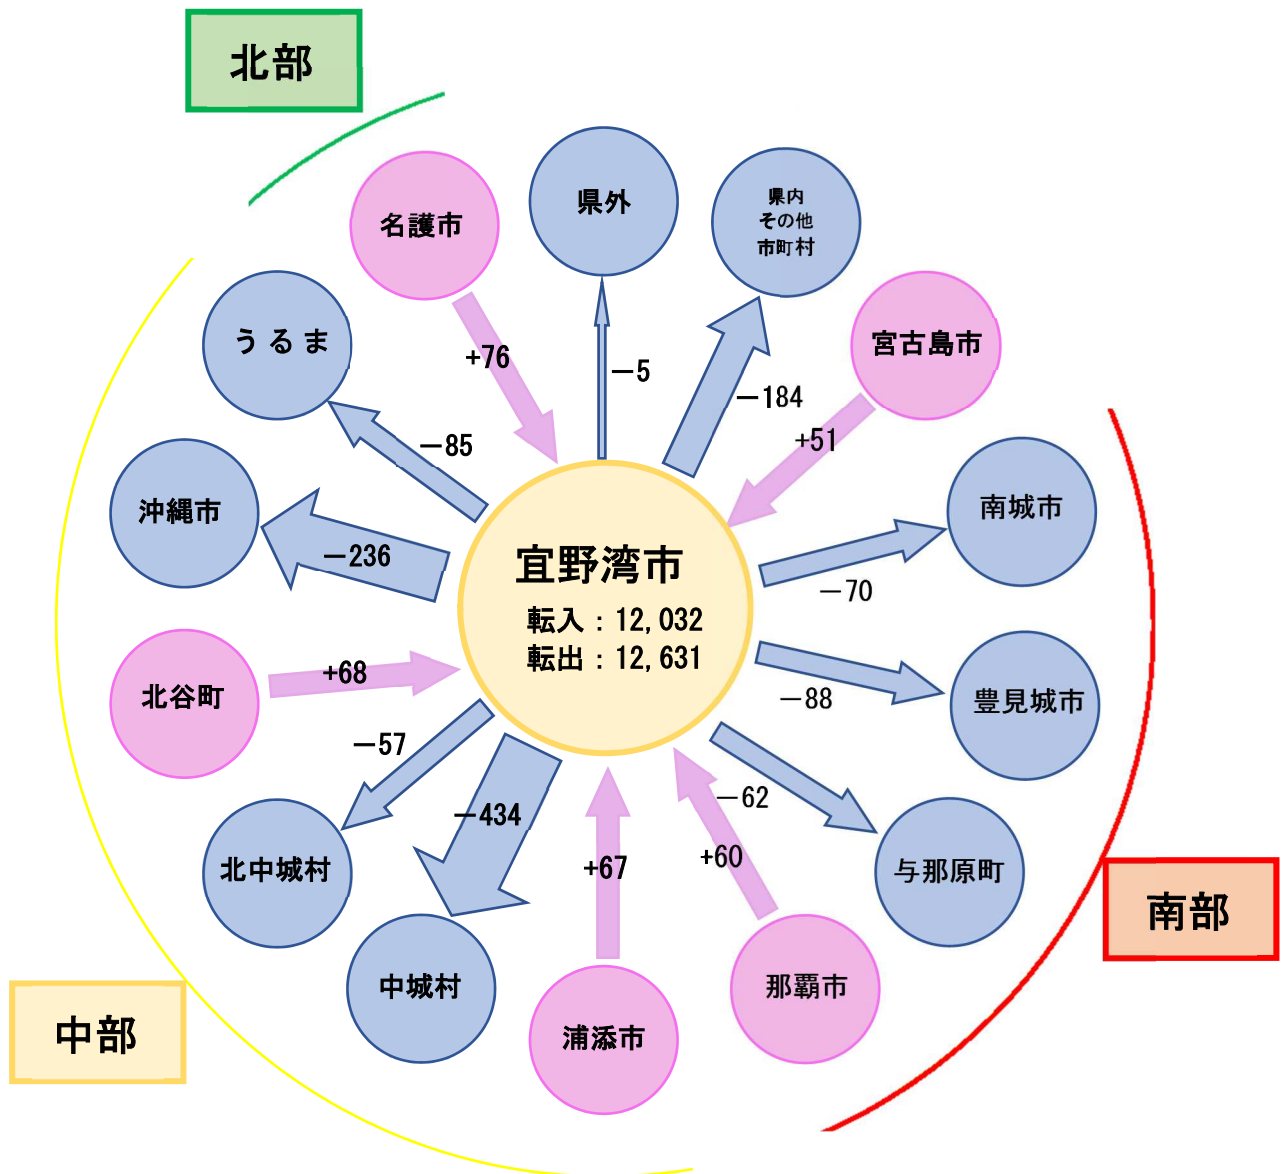 北部
県外
県内
その他
市町村
名護市
宮古島市
うるま
+76
−5
−184
+51
−85
沖縄市
南城市
−236
宜野湾市
転入：12,032
転出：12,631
−70
北谷町
+68
−88
豊見城市
−57
−62
−434
+60
+67
北中城村
与那原町
南部
中城村
那覇市
浦添市
中部